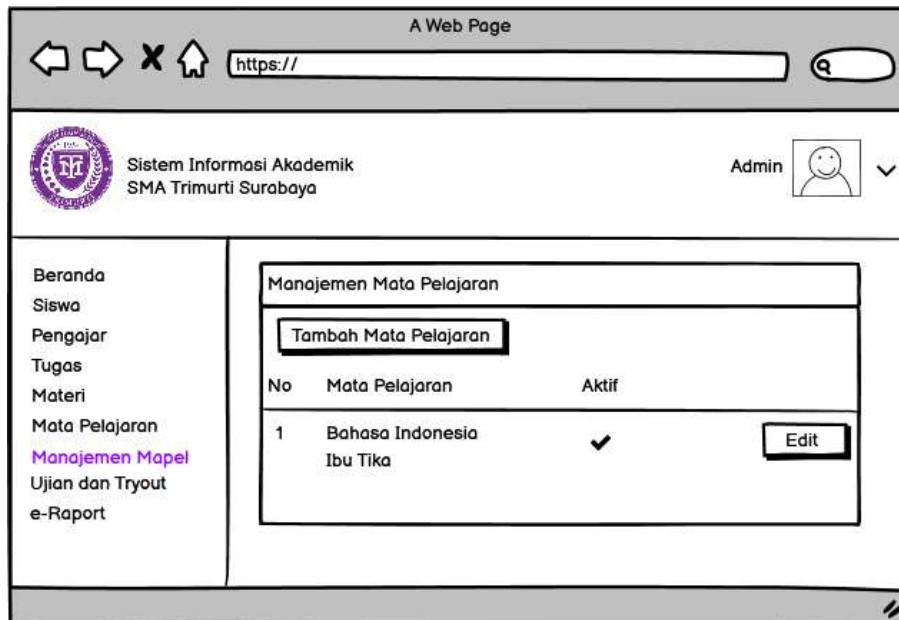 A Web Page
https://
Sistem Informasi Akademik
SMA Trimurti Surabaya
Admin
Beranda
Siswa
Pengajar
Tugas
Materi
Mata Pelajaran
Manajemen Mapel
Ujian dan Tryout
e-Raport
Manajemen Mata Pelajaran
Tambah Mata Pelajaran
No Mata Pelajaran Aktif
1 Bahasa Indonesia
Ibu Tika
Edit